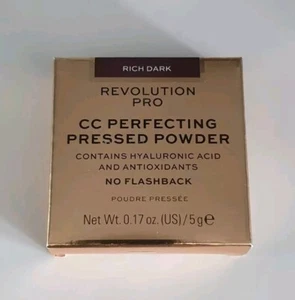 RICH DARK
REVOLUTION
PRO
CC PERFECTING
PRESSED POWDER
CONTAINS HYALURONIC ACID
AND ANTIOXIDANTS
NO FLASHBACK
POUDRE PRESSÉE
Net Wt. 0.17 oz. (US) / 5g℮